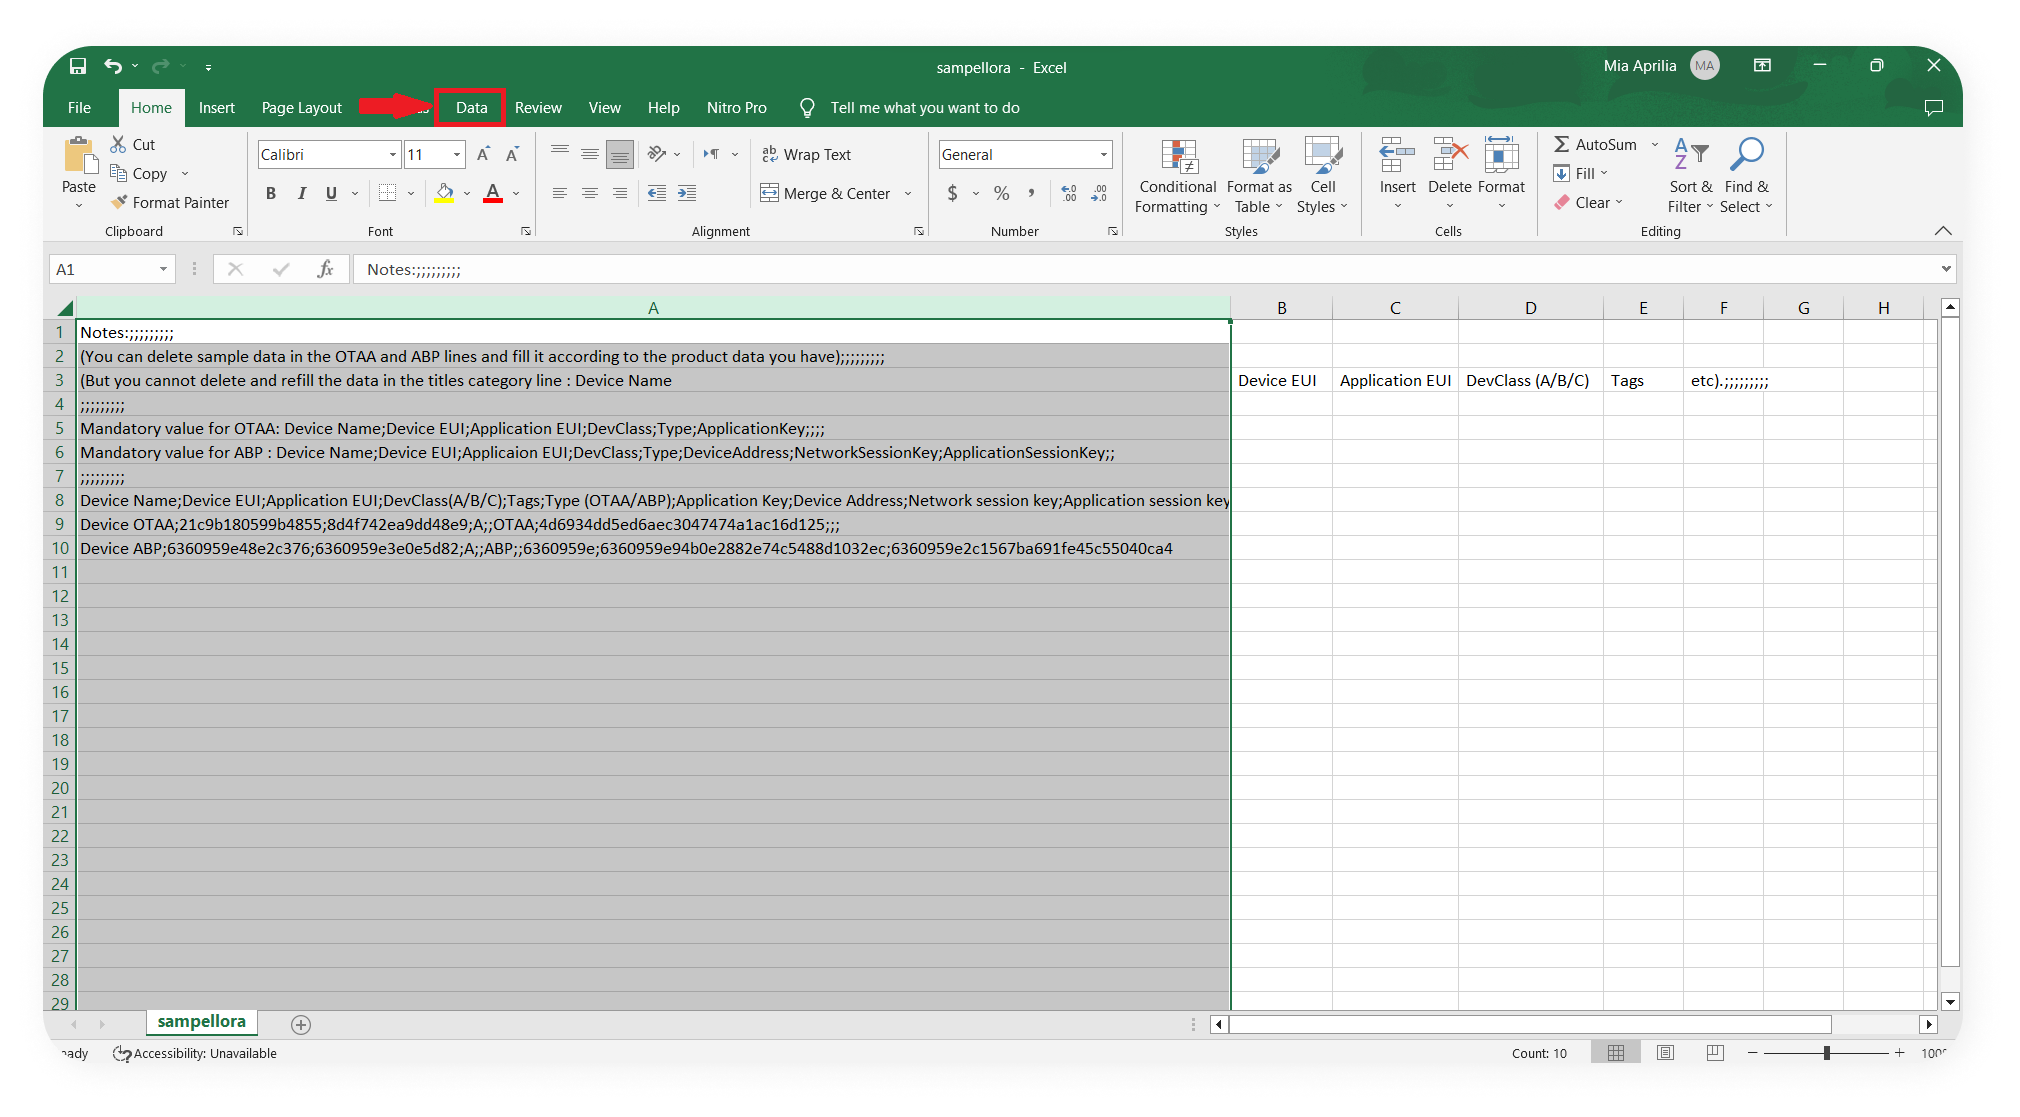 sampellora - Excel
Mia Aprilia MA
File Home Insert Page Layout Data Review View Help Nitro Pro Tell me what you want to do
Paste
Cut
Copy
Format Painter
Clipboard
Calibri 11
B I U
Font
Wrap Text
Merge & Center
Alignment
General
$ % ,
Number
Conditional Formatting
Format as Table
Cell Styles
Styles
Insert Delete Format
Cells
AutoSum
Fill
Clear
Sort & Filter
Find & Select
Editing
A1 fx Notes:;;;;;;;;;
A B C D E F G H
1 Notes:;;;;;;;;;
2 (You can delete sample data in the OTAA and ABP lines and fill it according to the product data you have);;;;;;;;;
3 (But you cannot delete and refill the data in the titles category line : Device Name Device EUI Application EUI DevClass (A/B/C) Tags etc).;;;;;;;;;
4 ;;;;;;;;;
5 Mandatory value for OTAA: Device Name;Device EUI;Application EUI;DevClass;Type;ApplicationKey;;;;
6 Mandatory value for ABP : Device Name;Device EUI;Applicaion EUI;DevClass;Type;DeviceAddress;NetworkSessionKey;ApplicationSessionKey;;
7 ;;;;;;;;;
8 Device Name;Device EUI;Application EUI;DevClass(A/B/C);Tags;Type (OTAA/ABP);Application Key;Device Address;Network session key;Application session key
9 Device OTAA;21c9b180599b4855;8d4f742ea9dd48e9;A;;OTAA;4d6934dd5ed6aec3047474a1ac16d125;;;
10 Device ABP;6360959e48e2c376;6360959e3e0e5d82;A;;ABP;;6360959e;6360959e94b0e2882e74c5488d1032ec;6360959e2c1567ba691fe45c55040ca4
11
12
13
14
15
16
17
18
19
20
21
22
23
24
25
26
27
28
29
sampellora
Accessibility: Unavailable
Count: 10